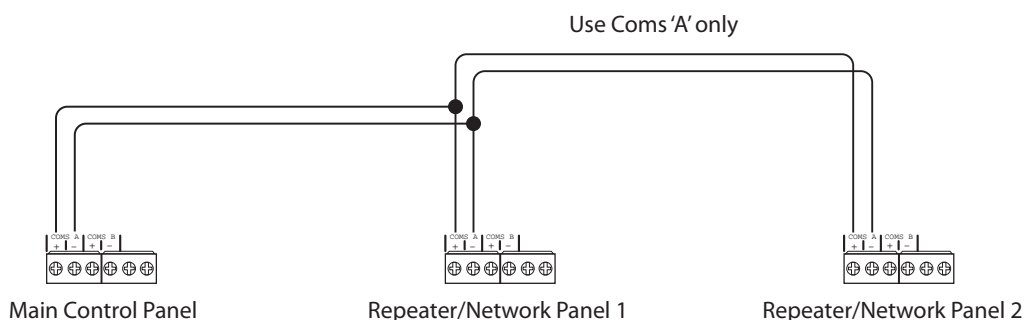 Use Coms ‘A’ only
COMS A COMS B
+ - + -
COMS A COMS B
+ - + -
COMS A COMS B
+ - + -
Main Control Panel
Repeater/Network Panel 1
Repeater/Network Panel 2